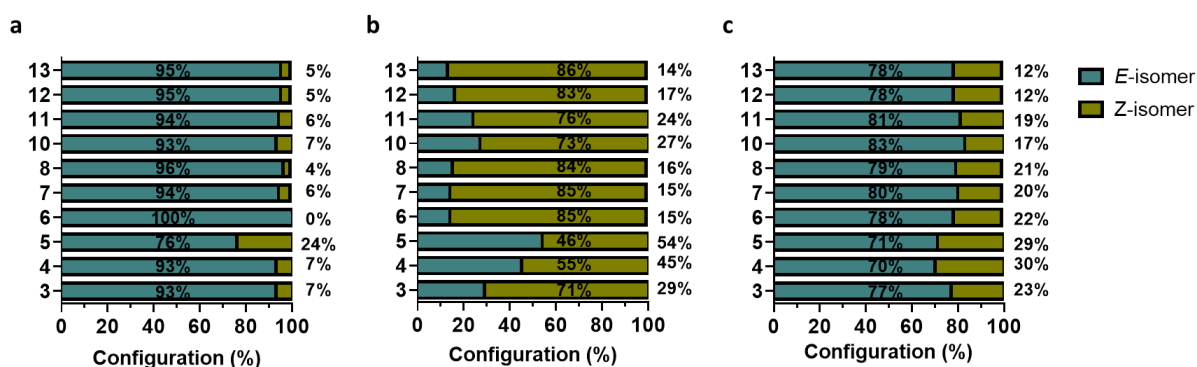 a
13 95% 5%
12 95% 5%
11 94% 6%
10 93% 7%
8 96% 4%
7 94% 6%
6 100% 0%
5 76% 24%
4 93% 7%
3 93% 7%
0 20 40 60 80 100
Configuration (%)
b
13 86% 14%
12 83% 17%
11 76% 24%
10 73% 27%
8 84% 16%
7 85% 15%
6 85% 15%
5 46% 54%
4 55% 45%
3 71% 29%
0 20 40 60 80 100
Configuration (%)
c
13 78% 12%
12 78% 12%
11 81% 19%
10 83% 17%
8 79% 21%
7 80% 20%
6 78% 22%
5 71% 29%
4 70% 30%
3 77% 23%
0 20 40 60 80 100
Configuration (%)
E-isomer
Z-isomer